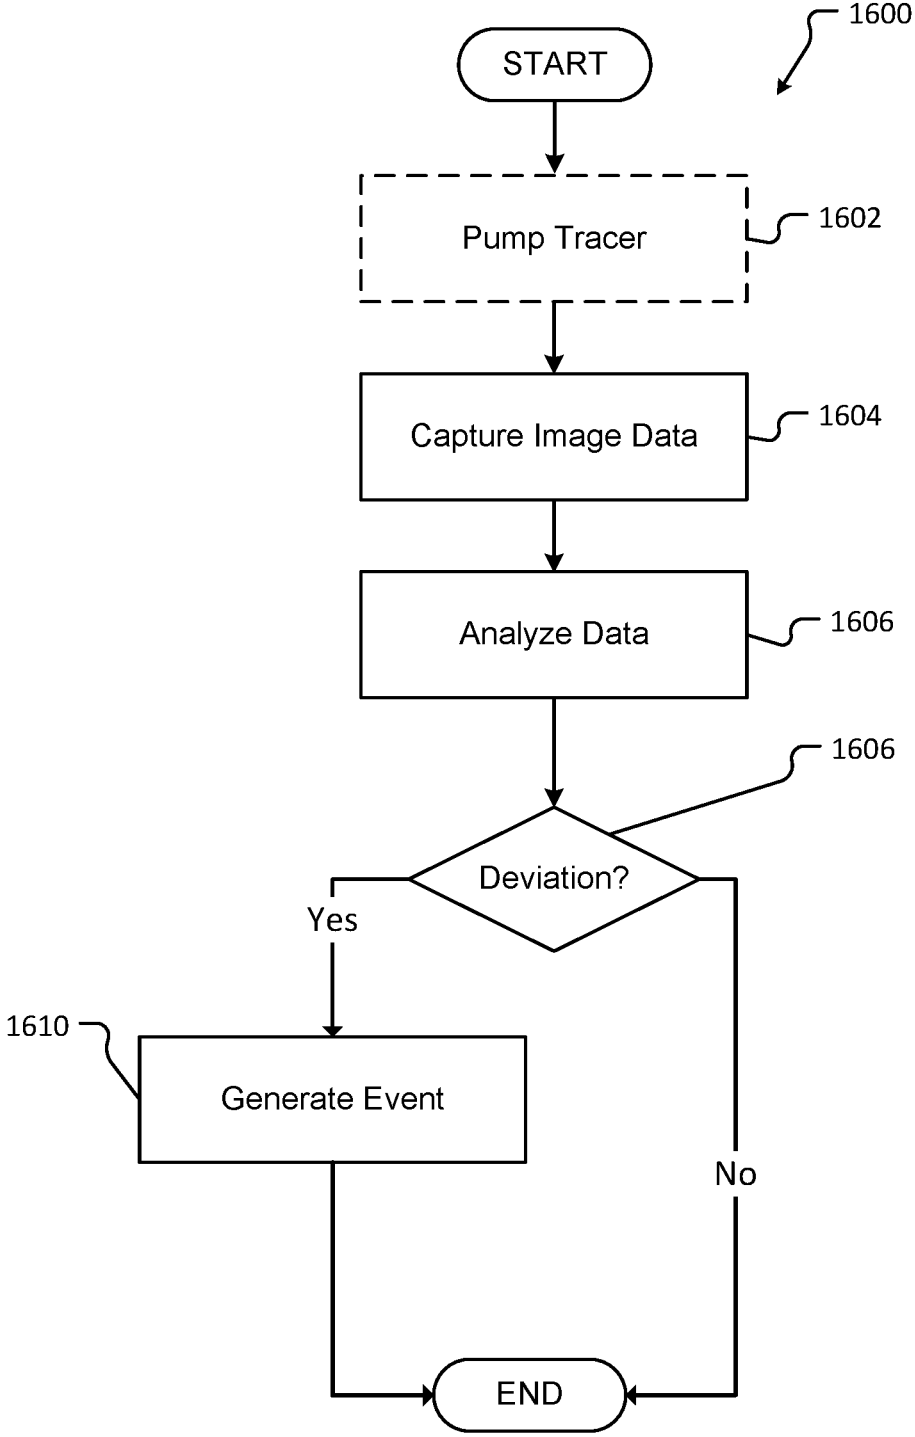 1600
START
Pump Tracer
1602
Capture Image Data
1604
Analyze Data
1606
1606
Deviation?
Yes
1610
Generate Event
No
END